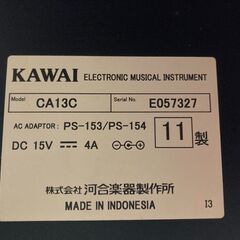 KAWAI ELECTRONIC MUSICAL INSTRUMENT
Model CA13C Serial No. E057327
AC ADAPTOR : PS-153/PS-154
DC 15V 4A
11 製
株式会社 河合楽器製作所
MADE IN INDONESIA
I3